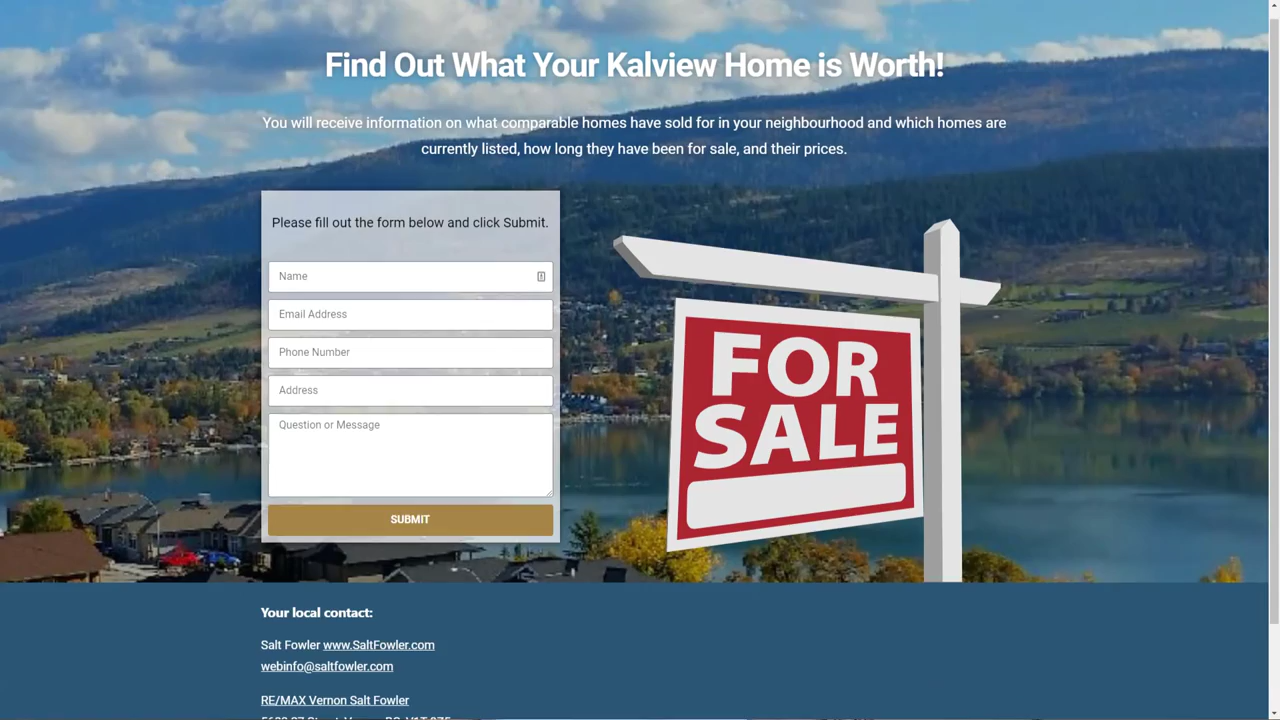 Find Out What Your Kalview Home is Worth!
You will receive information on what comparable homes have sold for in your neighbourhood and which homes are
currently listed, how long they have been for sale, and their prices.
Please fill out the form below and click Submit.
Name
Email Address
Phone Number
Address
Question or Message
SUBMIT
FOR
SALE
Your local contact:
Salt Fowler www.SaltFowler.com
webinfo@saltfowler.com
RE/MAX Vernon Salt Fowler